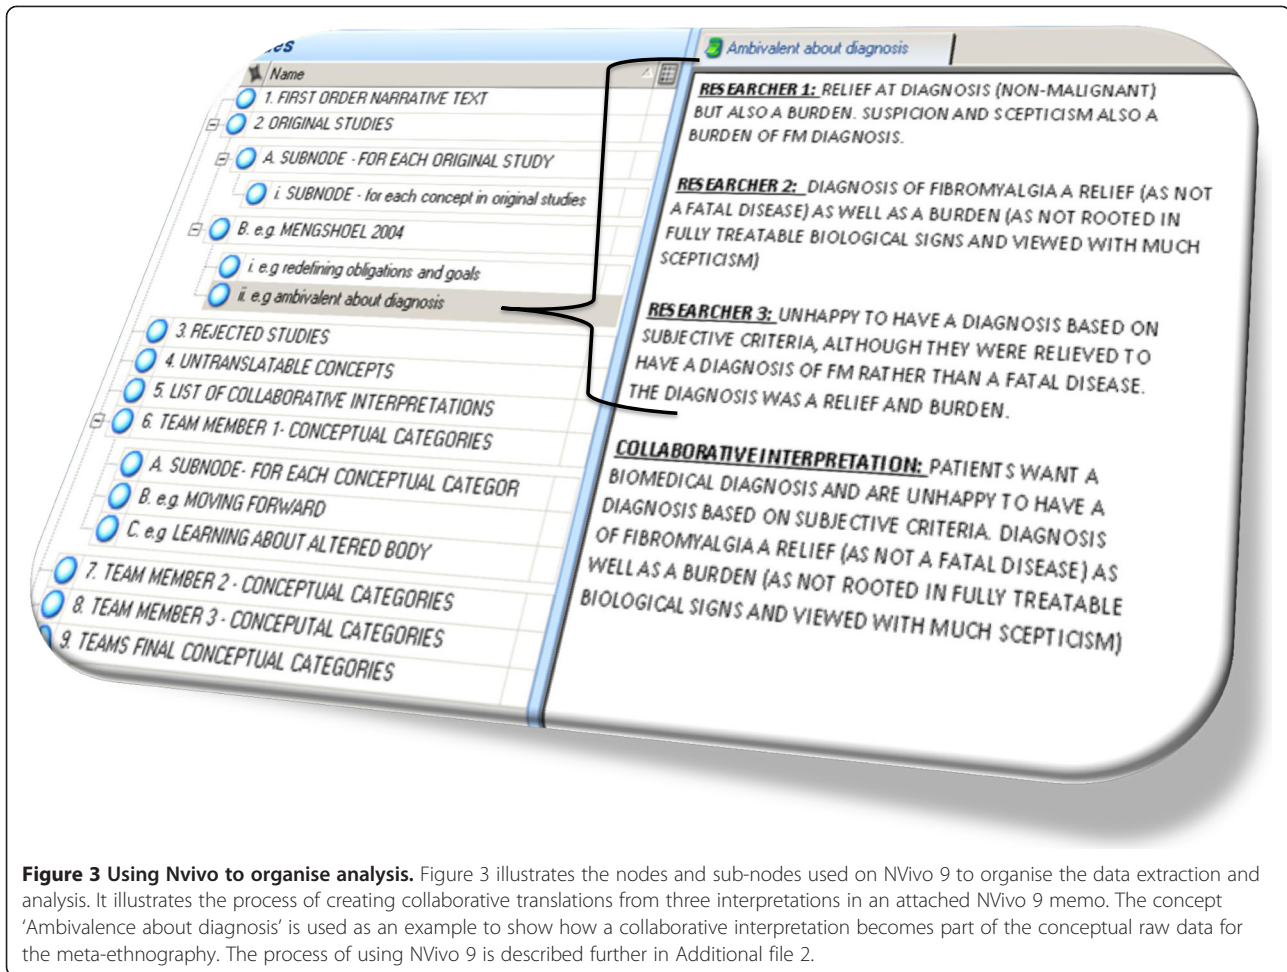 Name
1. FIRST ORDER NARRATIVE TEXT
2. ORIGINAL STUDIES
A. SUBNODE - FOR EACH ORIGINAL STUDY
i. SUBNODE - for each concept in original studies
B. e.g. MENGSHOEL 2004
i. e.g redefining obligations and goals
ii. e.g ambivalent about diagnosis
3. REJECTED STUDIES
4. UNTRANSLATABLE CONCEPTS
5. LIST OF COLLABORATIVE INTERPRETATIONS
6. TEAM MEMBER 1- CONCEPTUAL CATEGORIES
A. SUBNODE- FOR EACH CONCEPTUAL CATEGOR
B. e.g. MOVING FORWARD
C. e.g LEARNING ABOUT ALTERED BODY
7. TEAM MEMBER 2 - CONCEPTUAL CATEGORIES
8. TEAM MEMBER 3 - CONCEPUTAL CATEGORIES
9. TEAMS FINAL CONCEPTUAL CATEGORIES
Ambivalent about diagnosis
RESEARCHER 1: RELIEF AT DIAGNOSIS (NON-MALIGNANT)
BUT ALSO A BURDEN. SUSPICION AND SCEPTICISM ALSO A
BURDEN OF FM DIAGNOSIS.
RESEARCHER 2: DIAGNOSIS OF FIBROMYALGIA A RELIEF (AS NOT
A FATAL DISEASE) AS WELL AS A BURDEN (AS NOT ROOTED IN
FULLY TREATABLE BIOLOGICAL SIGNS AND VIEWED WITH MUCH
SCEPTICISM)
RESEARCHER 3: UNHAPPY TO HAVE A DIAGNOSIS BASED ON
SUBJECTIVE CRITERIA, ALTHOUGH THEY WERE RELIEVED TO
HAVE A DIAGNOSIS OF FM RATHER THAN A FATAL DISEASE.
THE DIAGNOSIS WAS A RELIEF AND BURDEN.
COLLABORATIVE INTERPRETATION: PATIENTS WANT A
BIOMEDICAL DIAGNOSIS AND ARE UNHAPPY TO HAVE A
DIAGNOSIS BASED ON SUBJECTIVE CRITERIA. DIAGNOSIS
OF FIBROMYALGIA A RELIEF (AS NOT A FATAL DISEASE) AS
WELL AS A BURDEN (AS NOT ROOTED IN FULLY TREATABLE
BIOLOGICAL SIGNS AND VIEWED WITH MUCH SCEPTICISM)
Figure 3 Using Nvivo to organise analysis. Figure 3 illustrates the nodes and sub-nodes used on NVivo 9 to organise the data extraction and
analysis. It illustrates the process of creating collaborative translations from three interpretations in an attached NVivo 9 memo. The concept
‘Ambivalence about diagnosis’ is used as an example to show how a collaborative interpretation becomes part of the conceptual raw data for
the meta-ethnography. The process of using NVivo 9 is described further in Additional file 2.